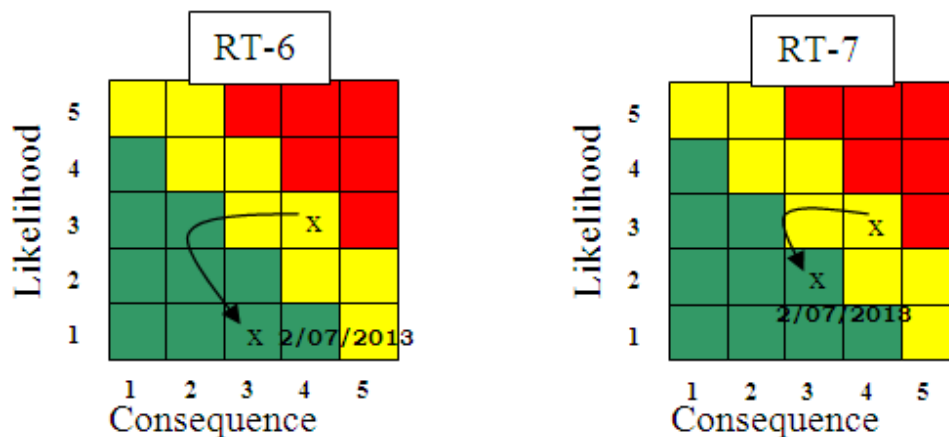 RT-6
Likelihood
5
4
3
2
1
x
x 2/07/2013
1 2 3 4 5
Consequence
RT-7
Likelihood
5
4
3
2
1
x
x
2/07/2013
1 2 3 4 5
Consequence